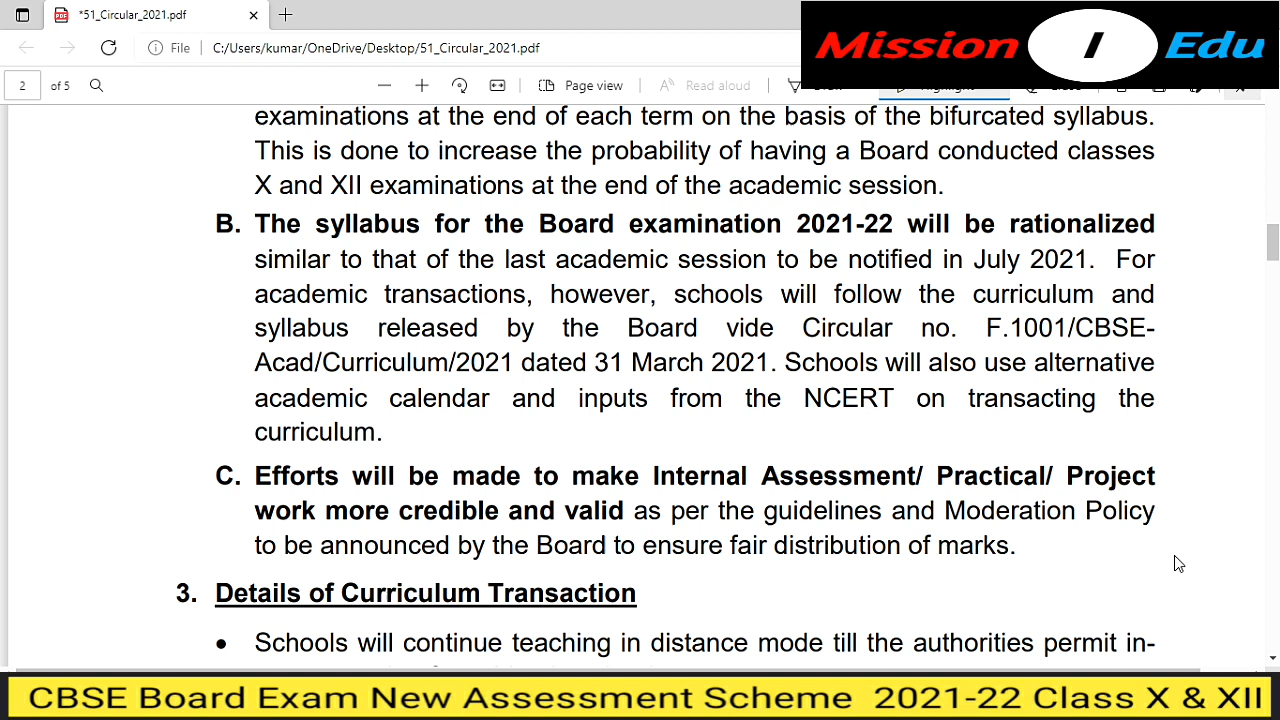 *51_Circular_2021.pdf
File C:/Users/kumar/OneDrive/Desktop/51_Circular_2021.pdf
Mission I Edu
2 of 5 Page view Read aloud
examinations at the end of each term on the basis of the bifurcated syllabus.
This is done to increase the probability of having a Board conducted classes
X and XII examinations at the end of the academic session.
B. The syllabus for the Board examination 2021-22 will be rationalized
similar to that of the last academic session to be notified in July 2021. For
academic transactions, however, schools will follow the curriculum and
syllabus released by the Board vide Circular no. F.1001/CBSE-
Acad/Curriculum/2021 dated 31 March 2021. Schools will also use alternative
academic calendar and inputs from the NCERT on transacting the
curriculum.
C. Efforts will be made to make Internal Assessment/ Practical/ Project
work more credible and valid as per the guidelines and Moderation Policy
to be announced by the Board to ensure fair distribution of marks.
3. Details of Curriculum Transaction
• Schools will continue teaching in distance mode till the authorities permit in-
CBSE Board Exam New Assessment Scheme 2021-22 Class X & XII